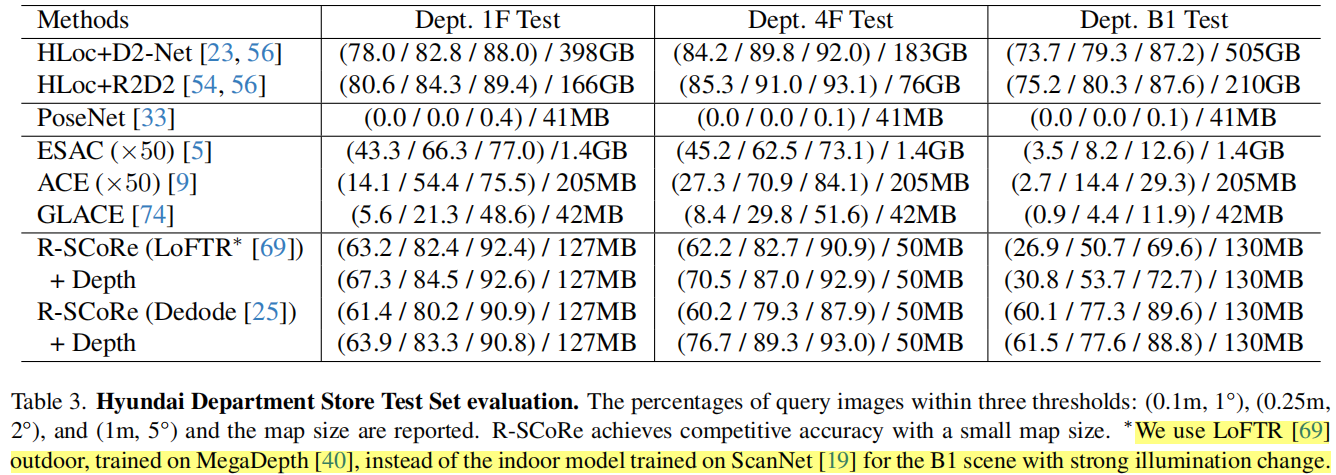 Methods Dept. 1F Test Dept. 4F Test Dept. B1 Test
HLoc+D2-Net [23, 56] (78.0 / 82.8 / 88.0) / 398GB (84.2 / 89.8 / 92.0) / 183GB (73.7 / 79.3 / 87.2) / 505GB
HLoc+R2D2 [54, 56] (80.6 / 84.3 / 89.4) / 166GB (85.3 / 91.0 / 93.1) / 76GB (75.2 / 80.3 / 87.6) / 210GB
PoseNet [33] (0.0 / 0.0 / 0.4) / 41MB (0.0 / 0.0 / 0.1) / 41MB (0.0 / 0.0 / 0.1) / 41MB
ESAC (×50) [5] (43.3 / 66.3 / 77.0) /1.4GB (45.2 / 62.5 / 73.1) / 1.4GB (3.5 / 8.2 / 12.6) / 1.4GB
ACE (×50) [9] (14.1 / 54.4 / 75.5) / 205MB (27.3 / 70.9 / 84.1) / 205MB (2.7 / 14.4 / 29.3) / 205MB
GLACE [74] (5.6 / 21.3 / 48.6) / 42MB (8.4 / 29.8 / 51.6) / 42MB (0.9 / 4.4 / 11.9) / 42MB
R-SCoRe (LoFTR* [69]) (63.2 / 82.4 / 92.4) / 127MB (62.2 / 82.7 / 90.9) / 50MB (26.9 / 50.7 / 69.6) / 130MB
+ Depth (67.3 / 84.5 / 92.6) / 127MB (70.5 / 87.0 / 92.9) / 50MB (30.8 / 53.7 / 72.7) / 130MB
R-SCoRe (Dedode [25]) (61.4 / 80.2 / 90.9) / 127MB (60.2 / 79.3 / 87.9) / 50MB (60.1 / 77.3 / 89.6) / 130MB
+ Depth (63.9 / 83.3 / 90.8) / 127MB (76.7 / 89.3 / 93.0) / 50MB (61.5 / 77.6 / 88.8) / 130MB
Table 3. Hyundai Department Store Test Set evaluation. The percentages of query images within three thresholds: (0.1m, 1°), (0.25m,
2°), and (1m, 5°) and the map size are reported. R-SCoRe achieves competitive accuracy with a small map size. *We use LoFTR [69]
outdoor, trained on MegaDepth [40], instead of the indoor model trained on ScanNet [19] for the B1 scene with strong illumination change.